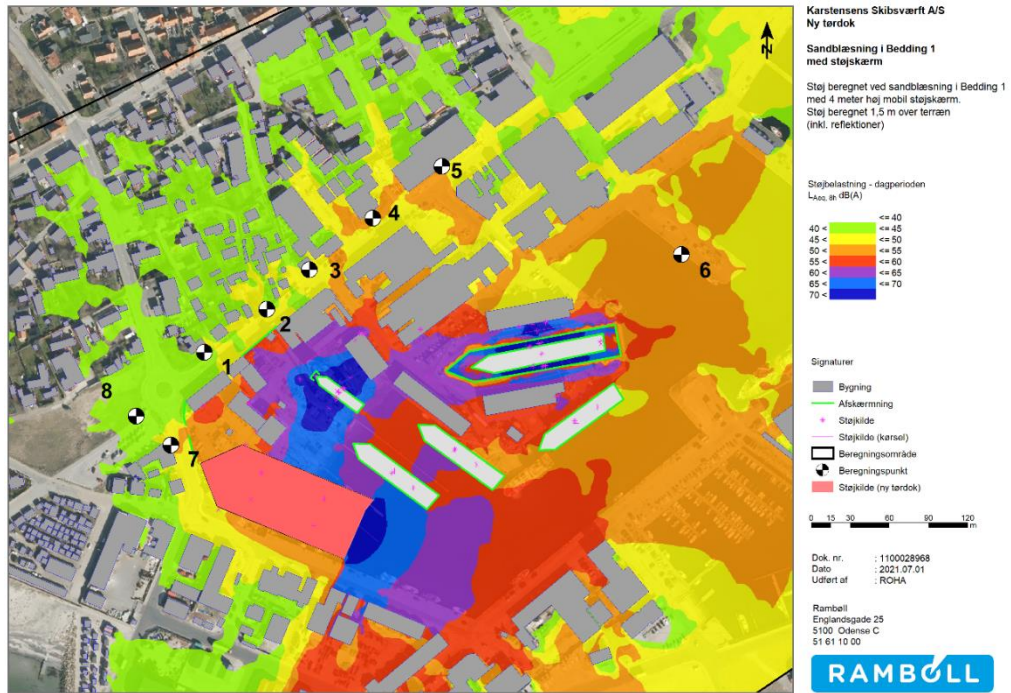 Karstensens Skibsværft A/S
Ny tørdok
Sandblæsning i Bedding 1
med støjskærm
Støj beregnet ved sandblæsning i Bedding 1
med 4 meter høj mobil støjskærm.
Støj beregnet 1,5 m over terræn
(inkl. reflektioner)
Støjbelastning - dagperioden
LAeq, 8h dB(A)
<= 40
40 < <= 45
45 < <= 50
50 < <= 55
55 < <= 60
60 < <= 65
65 < <= 70
70 <
Signaturer
Bygning
Afskærmning
Støjkilde
Støjkilde (kørsel)
Beregningsområde
Beregningspunkt
Støjkilde (ny tørdok)
0 15 30 60 90 120
m
Dok. nr. : 1100028968
Dato : 2021.07.01
Udført af : ROHA
Rambøll
Englandsgade 25
5100 Odense C
51 61 10 00
RAMBOLL
N
5
4
3
6
2
1
8
7